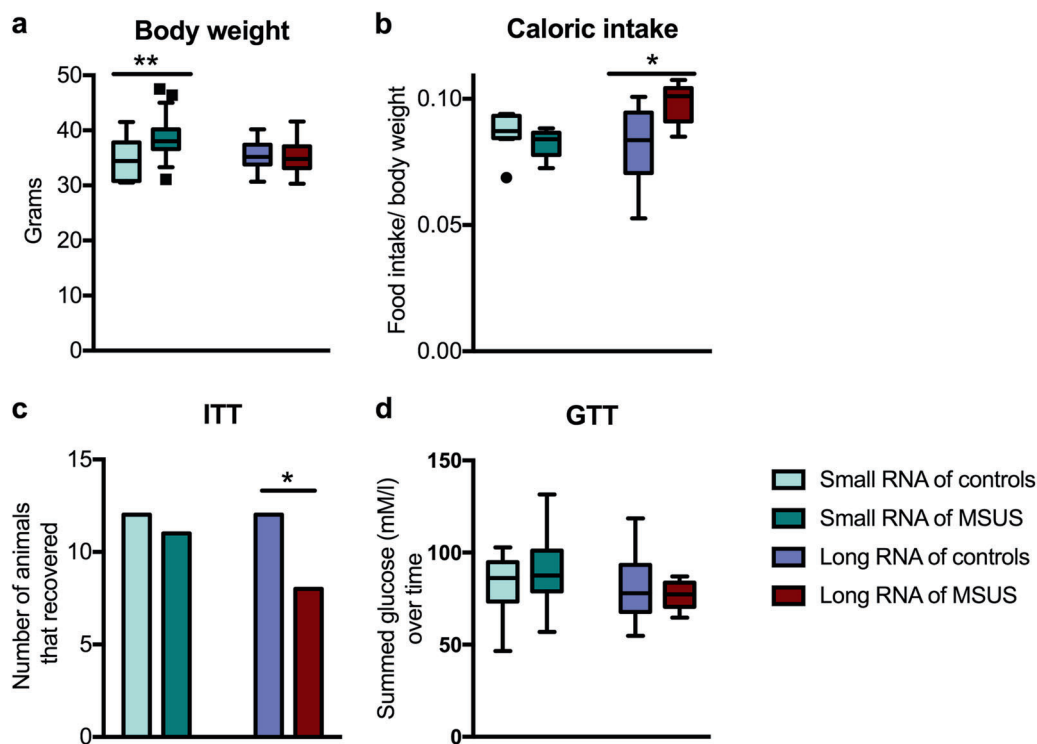 a
Body weight
**
50
40
30
20
10
0
Grams
b
Caloric intake
*
0.10
0.05
0.00
Food intake/ body weight
c
ITT
*
15
10
5
0
Number of animals
that recovered
d
GTT
150
100
50
0
Summed glucose (mM/l)
over time
Small RNA of controls
Small RNA of MSUS
Long RNA of controls
Long RNA of MSUS